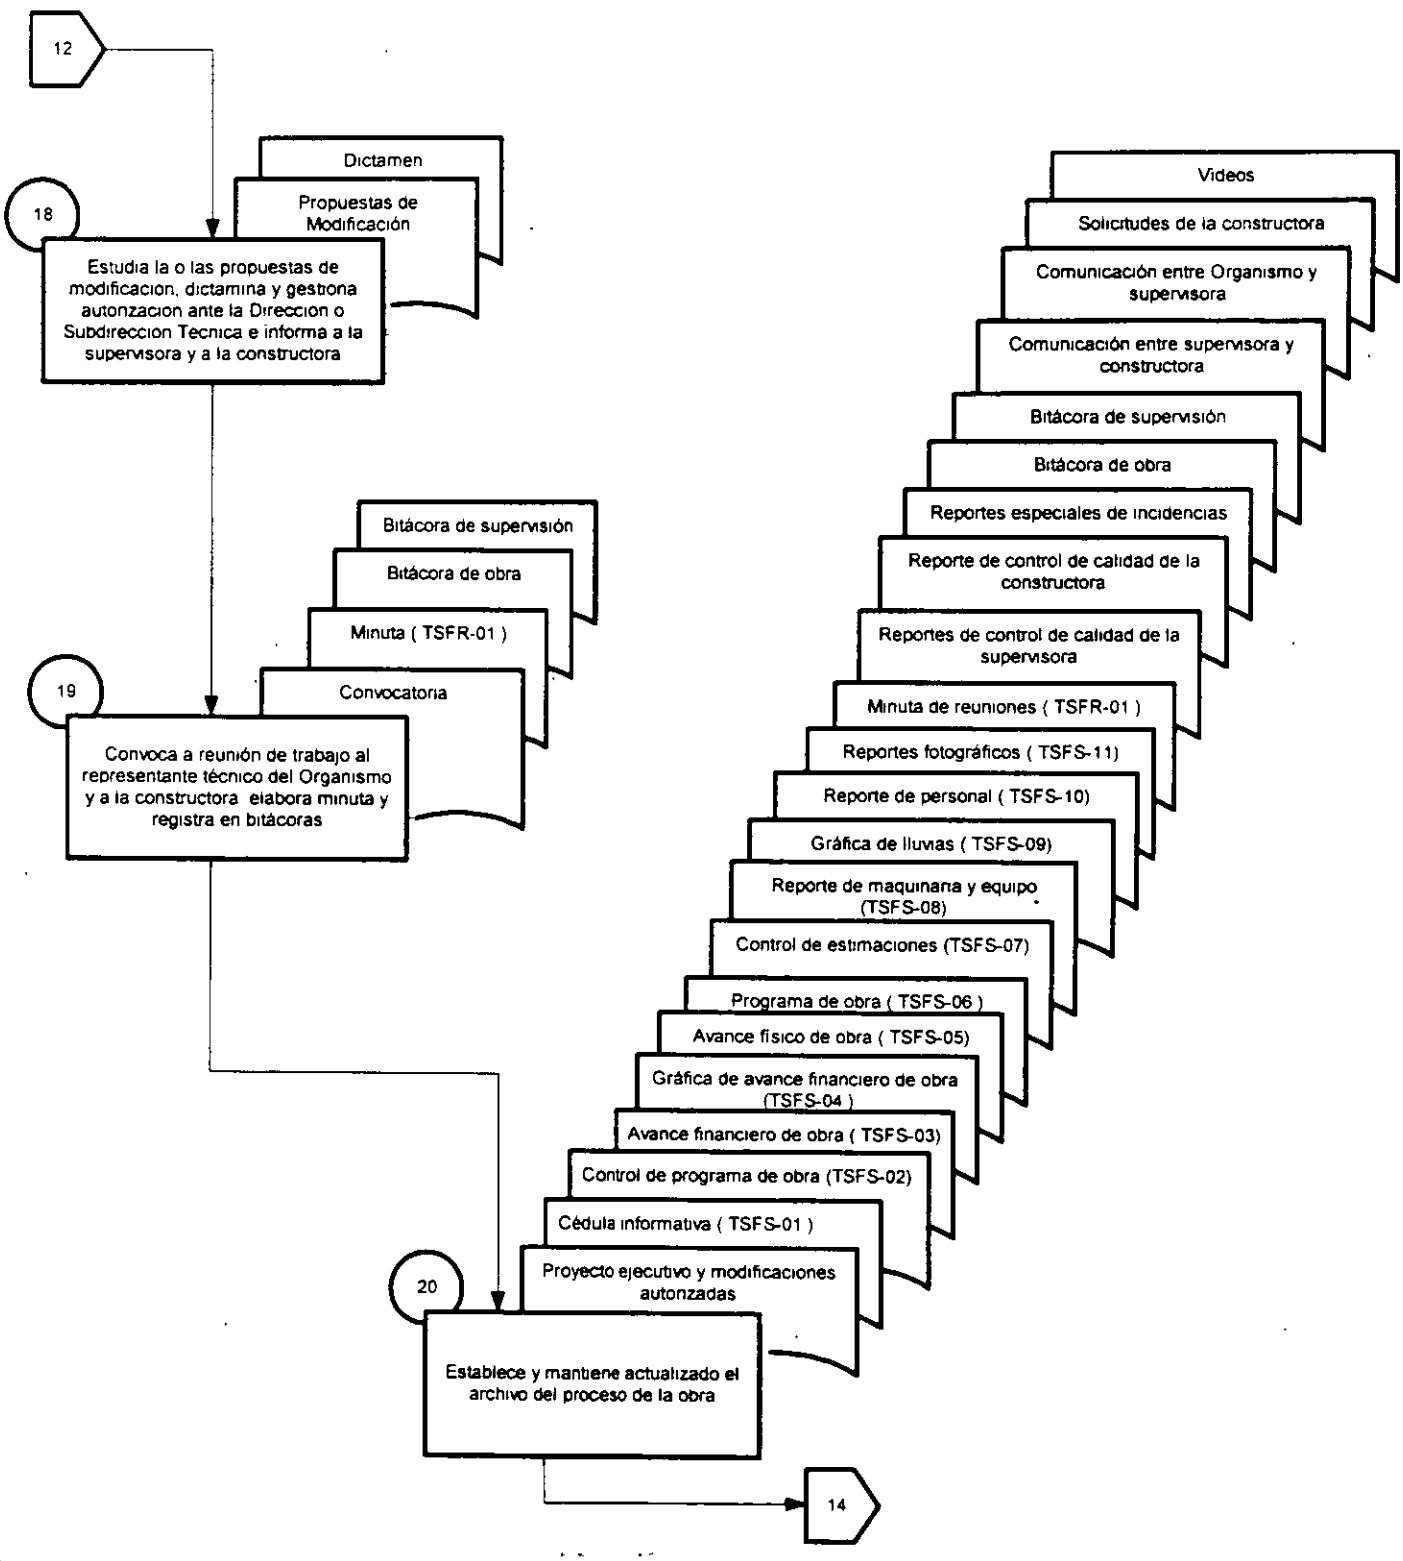 12
Dictamen
Propuestas de
Modificación
18
Estudia la o las propuestas de
modificacion, dictamina y gestiona
autorizacion ante la Direccion o
Subdireccion Tecnica e informa a la
supervisora y a la constructora
Bitácora de supervisión
Bitácora de obra
Minuta ( TSFR-01 )
Convocatoria
19
Convoca a reunión de trabajo al
representante técnico del Organismo
y a la constructora elabora minuta y
registra en bitácoras
Videos
Solicitudes de la constructora
Comunicación entre Organismo y
supervisora
Comunicación entre supervisora y
constructora
Bitácora de supervisión
Bitácora de obra
Reportes especiales de incidencias
Reporte de control de calidad de la
constructora
Reportes de control de calidad de la
supervisora
Minuta de reuniones ( TSFR-01 )
Reportes fotográficos ( TSFS-11)
Reporte de personal ( TSFS-10)
Gráfica de lluvias ( TSFS-09)
Reporte de maquinaria y equipo
(TSFS-08)
Control de estimaciones (TSFS-07)
Programa de obra ( TSFS-06 )
Avance físico de obra ( TSFS-05)
Gráfica de avance financiero de obra
(TSFS-04 )
Avance financiero de obra ( TSFS-03)
Control de programa de obra (TSFS-02)
Cédula informativa ( TSFS-01 )
Proyecto ejecutivo y modificaciones
autorizadas
20
Establece y mantiene actualizado el
archivo del proceso de la obra
14